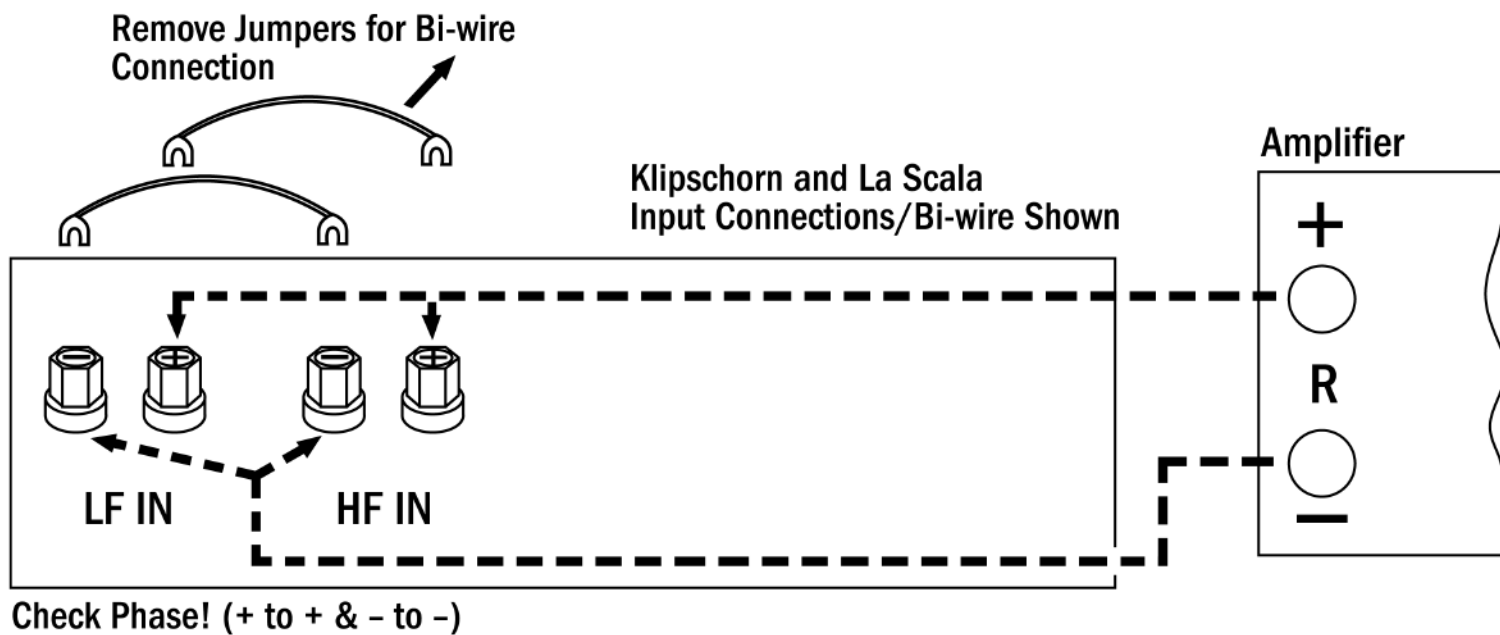 Remove Jumpers for Bi-wire
Connection
Klipschorn and La Scala
Input Connections/Bi-wire Shown
Amplifier
+
R
–
– + – +
LF IN HF IN
Check Phase! (+ to + & – to –)